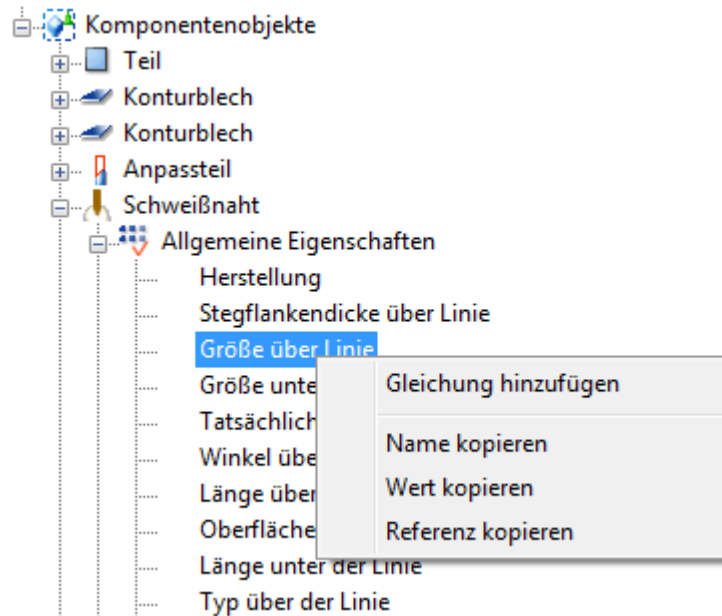 Komponentenobjekte
Teil
Konturblech
Konturblech
Anpassteil
Schweißnaht
Allgemeine Eigenschaften
Herstellung
Stegflankendicke über Linie
Größe über Linie
Größe unte
Tatsächlich
Winkel übe
Länge über
Oberfläche
Länge unter der Linie
Typ über der Linie
Gleichung hinzufügen
Name kopieren
Wert kopieren
Referenz kopieren